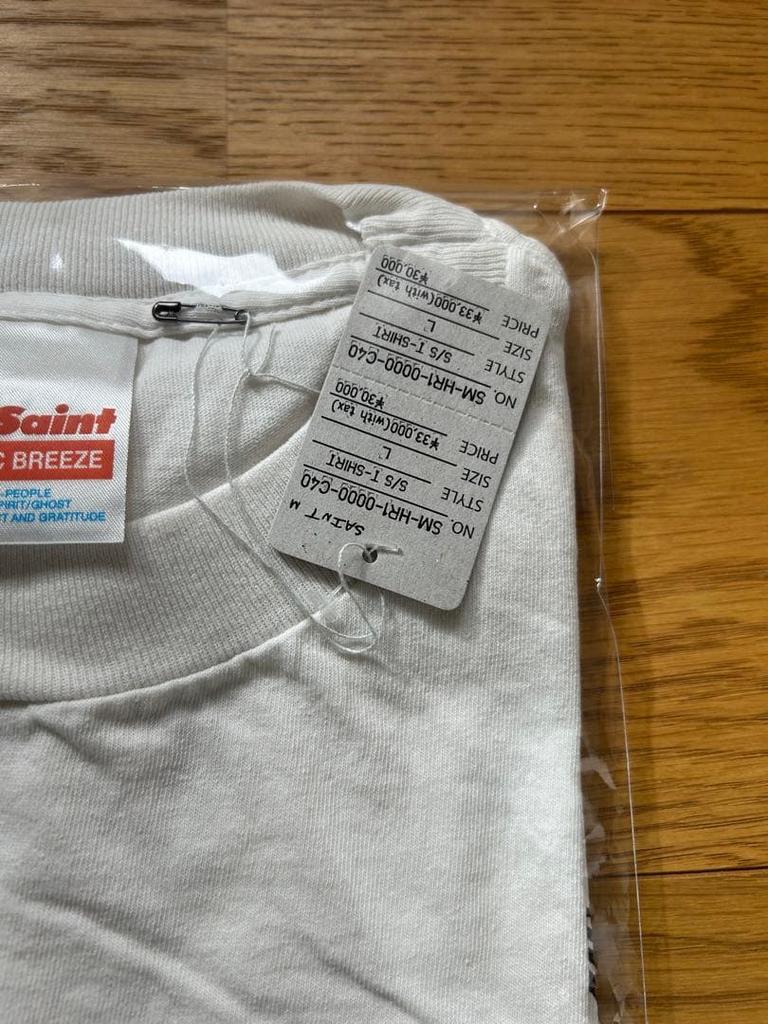 Saint
C BREEZE
PEOPLE
PIRIT/GHOST
T AND GRATITUDE
SAINT M
NO. SM-HR1-0000-C40
STYLE S/S T-SHIRT
SIZE L
PRICE ¥33,000(with tax)
¥30,000
NO. SM-HR1-0000-C40
STYLE S/S T-SHIRT
SIZE L
PRICE ¥33,000(with tax)
¥30,000